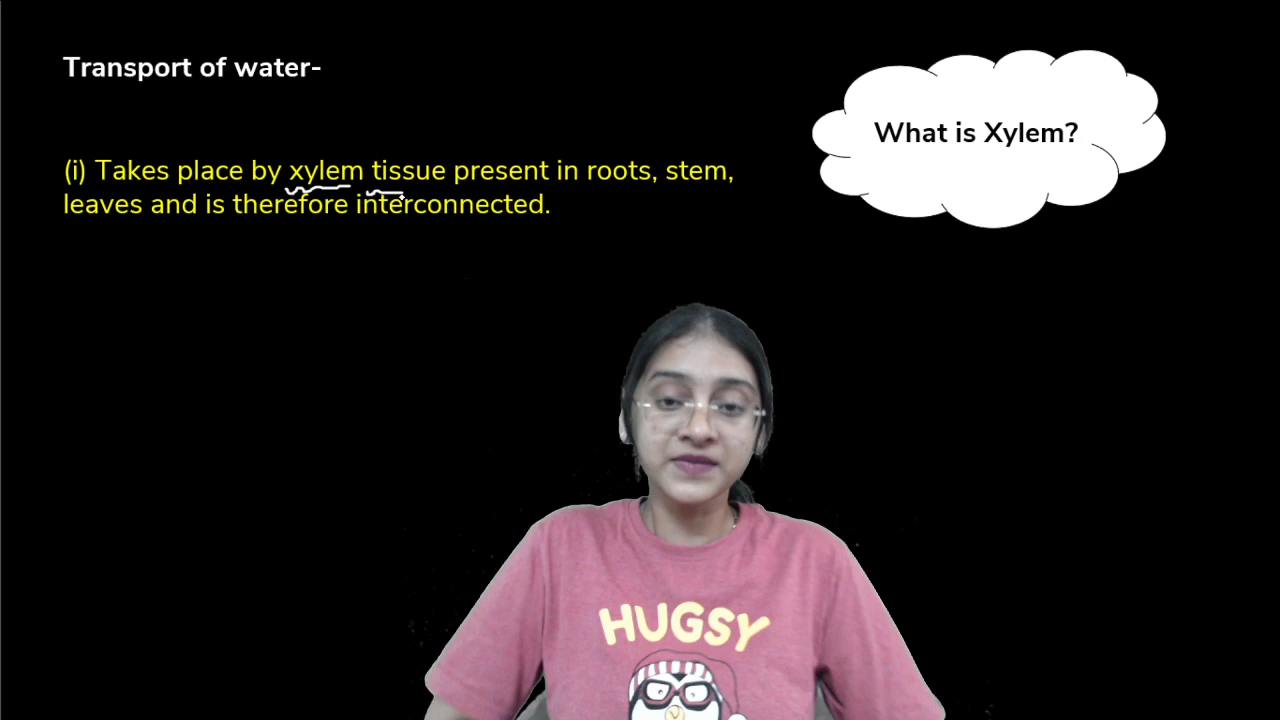 Transport of water-
What is Xylem?
(i) Takes place by xylem tissue present in roots, stem,
leaves and is therefore interconnected.
HUGSY